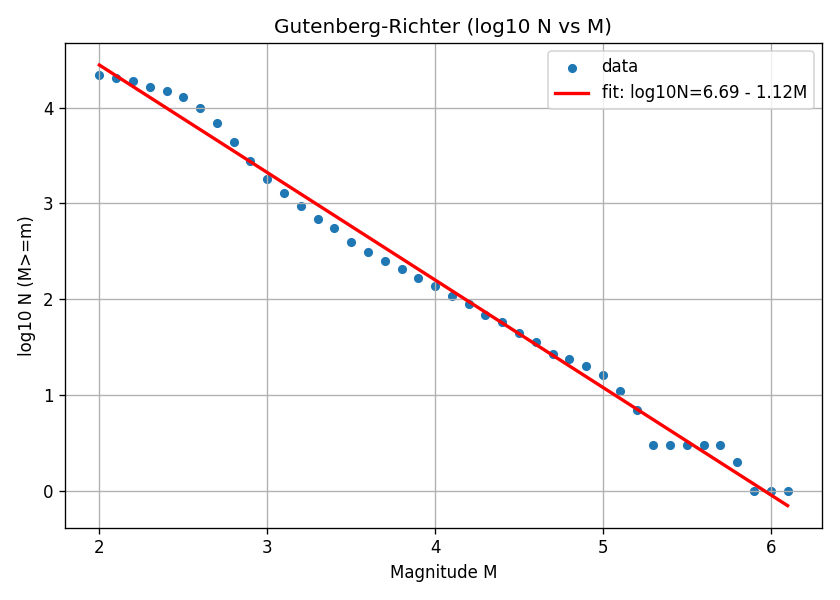 Gutenberg-Richter (log10 N vs M)
data
fit: log10N=6.69 - 1.12M
log10 N (M>=m)
4
3
2
1
0
2 3 4 5 6
Magnitude M